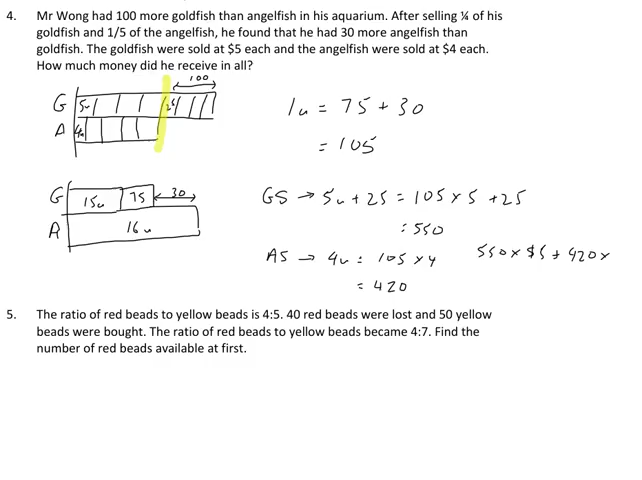 4. Mr Wong had 100 more goldfish than angelfish in his aquarium. After selling ¼ of his
goldfish and 1/5 of the angelfish, he found that he had 30 more angelfish than
goldfish. The goldfish were sold at $5 each and the angelfish were sold at $4 each.
How much money did he receive in all?
100
G 5u 25
A 4u
1u = 75 + 30
= 105
G 15u 75 30
A 16u
GS → 5u + 25 = 105 x 5 + 25
= 550
AS → 4u = 105 x 4
= 420
550 x $5 + 420 x
5. The ratio of red beads to yellow beads is 4:5. 40 red beads were lost and 50 yellow
beads were bought. The ratio of red beads to yellow beads became 4:7. Find the
number of red beads available at first.